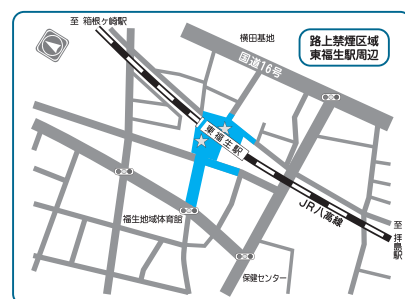 至 箱根ヶ崎駅
横田基地
路上禁煙区域
東福生駅周辺
国道16号
東福生駅
JR八高線
福生地域体育館
至 拝島駅
保健センター